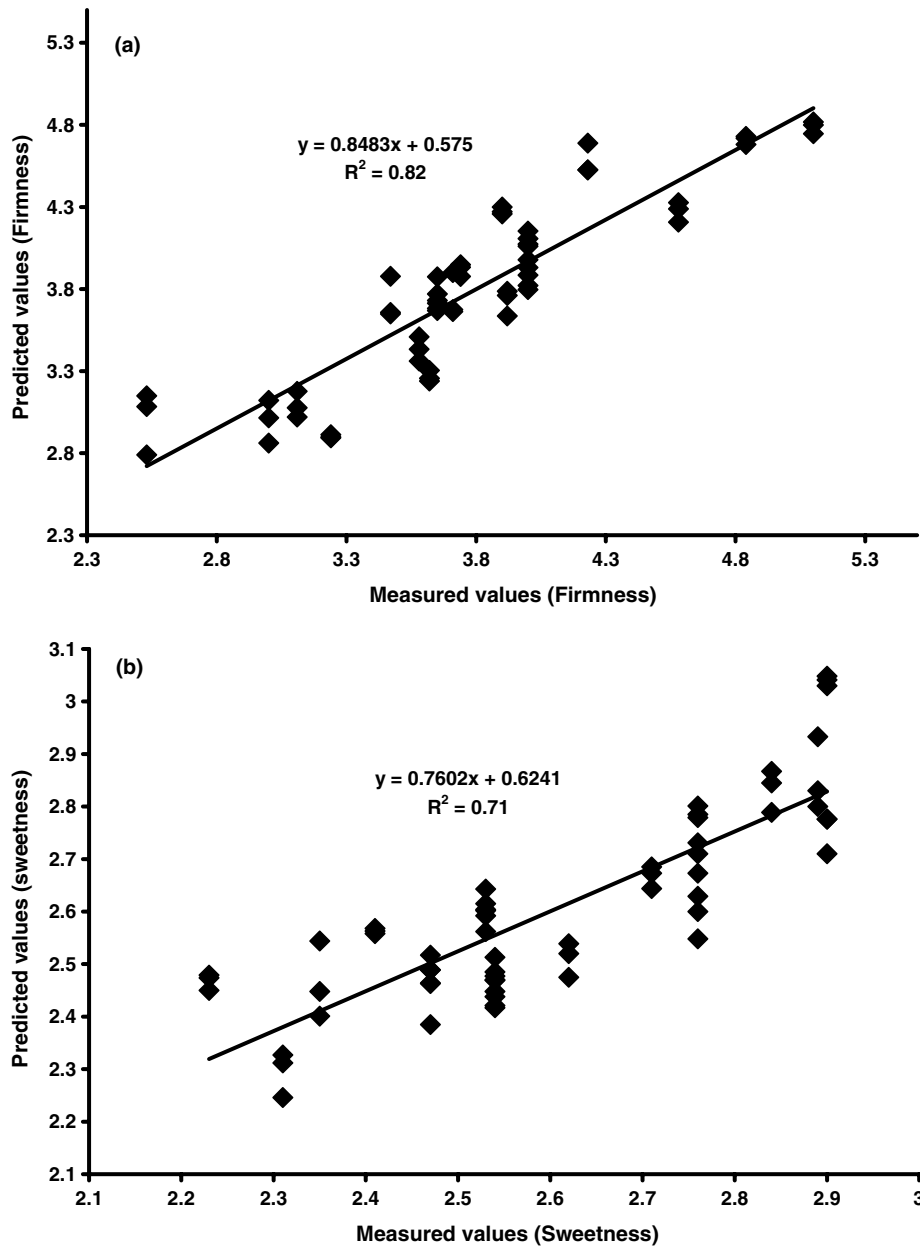 (a)
5.3
4.8
4.3
3.8
3.3
2.8
2.3
Predicted values (Firmness)
y = 0.8483x + 0.575
R² = 0.82
2.3 2.8 3.3 3.8 4.3 4.8 5.3
Measured values (Firmness)
(b)
3.1
3
2.9
2.8
2.7
2.6
2.5
2.4
2.3
2.2
2.1
Predicted values (sweetness)
y = 0.7602x + 0.6241
R² = 0.71
2.1 2.2 2.3 2.4 2.5 2.6 2.7 2.8 2.9 3
Measured values (Sweetness)